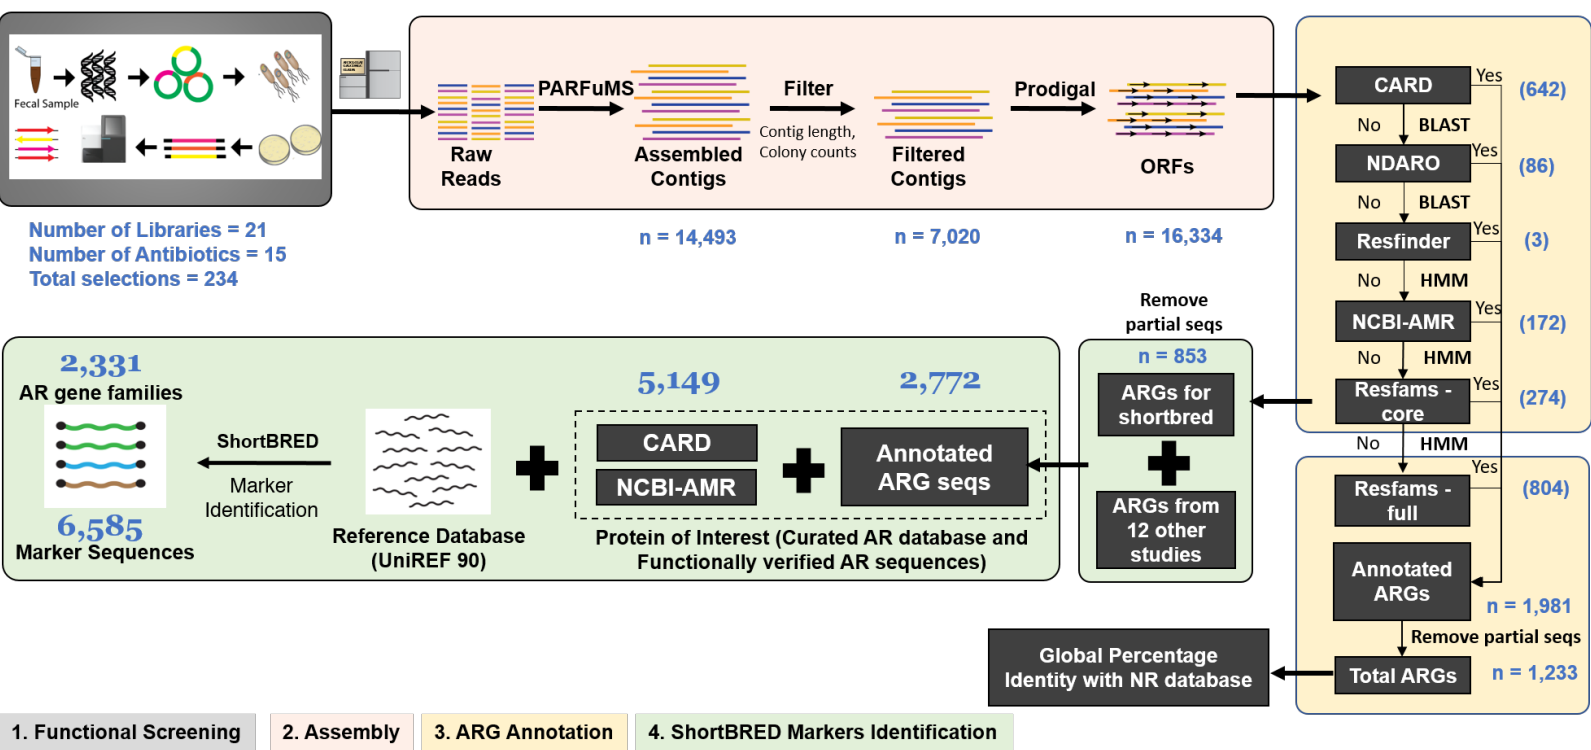 Fecal Sample
Number of Libraries = 21
Number of Antibiotics = 15
Total selections = 234
Raw
Reads
PARFuMS
Assembled
Contigs
n = 14,493
Filter
Contig length,
Colony counts
Filtered
Contigs
n = 7,020
Prodigal
ORFs
n = 16,334
CARD
Yes
(642)
No
BLAST
NDARO
Yes
(86)
No
BLAST
Resfinder
Yes
(3)
No
HMM
NCBI-AMR
Yes
(172)
No
HMM
Resfams -
core
Yes
(274)
No
HMM
Resfams -
full
Yes
(804)
Annotated
ARGs
n = 1,981
Remove partial seqs
Total ARGs
n = 1,233
Global Percentage
Identity with NR database
Remove
partial seqs
n = 853
ARGs for
shortbred
ARGs from
12 other
studies
2,772
Annotated
ARG seqs
5,149
CARD
NCBI-AMR
Protein of Interest (Curated AR database and
Functionally verified AR sequences)
Reference Database
(UniREF 90)
ShortBRED
Marker
Identification
2,331
AR gene families
6,585
Marker Sequences
1. Functional Screening
2. Assembly
3. ARG Annotation
4. ShortBRED Markers Identification